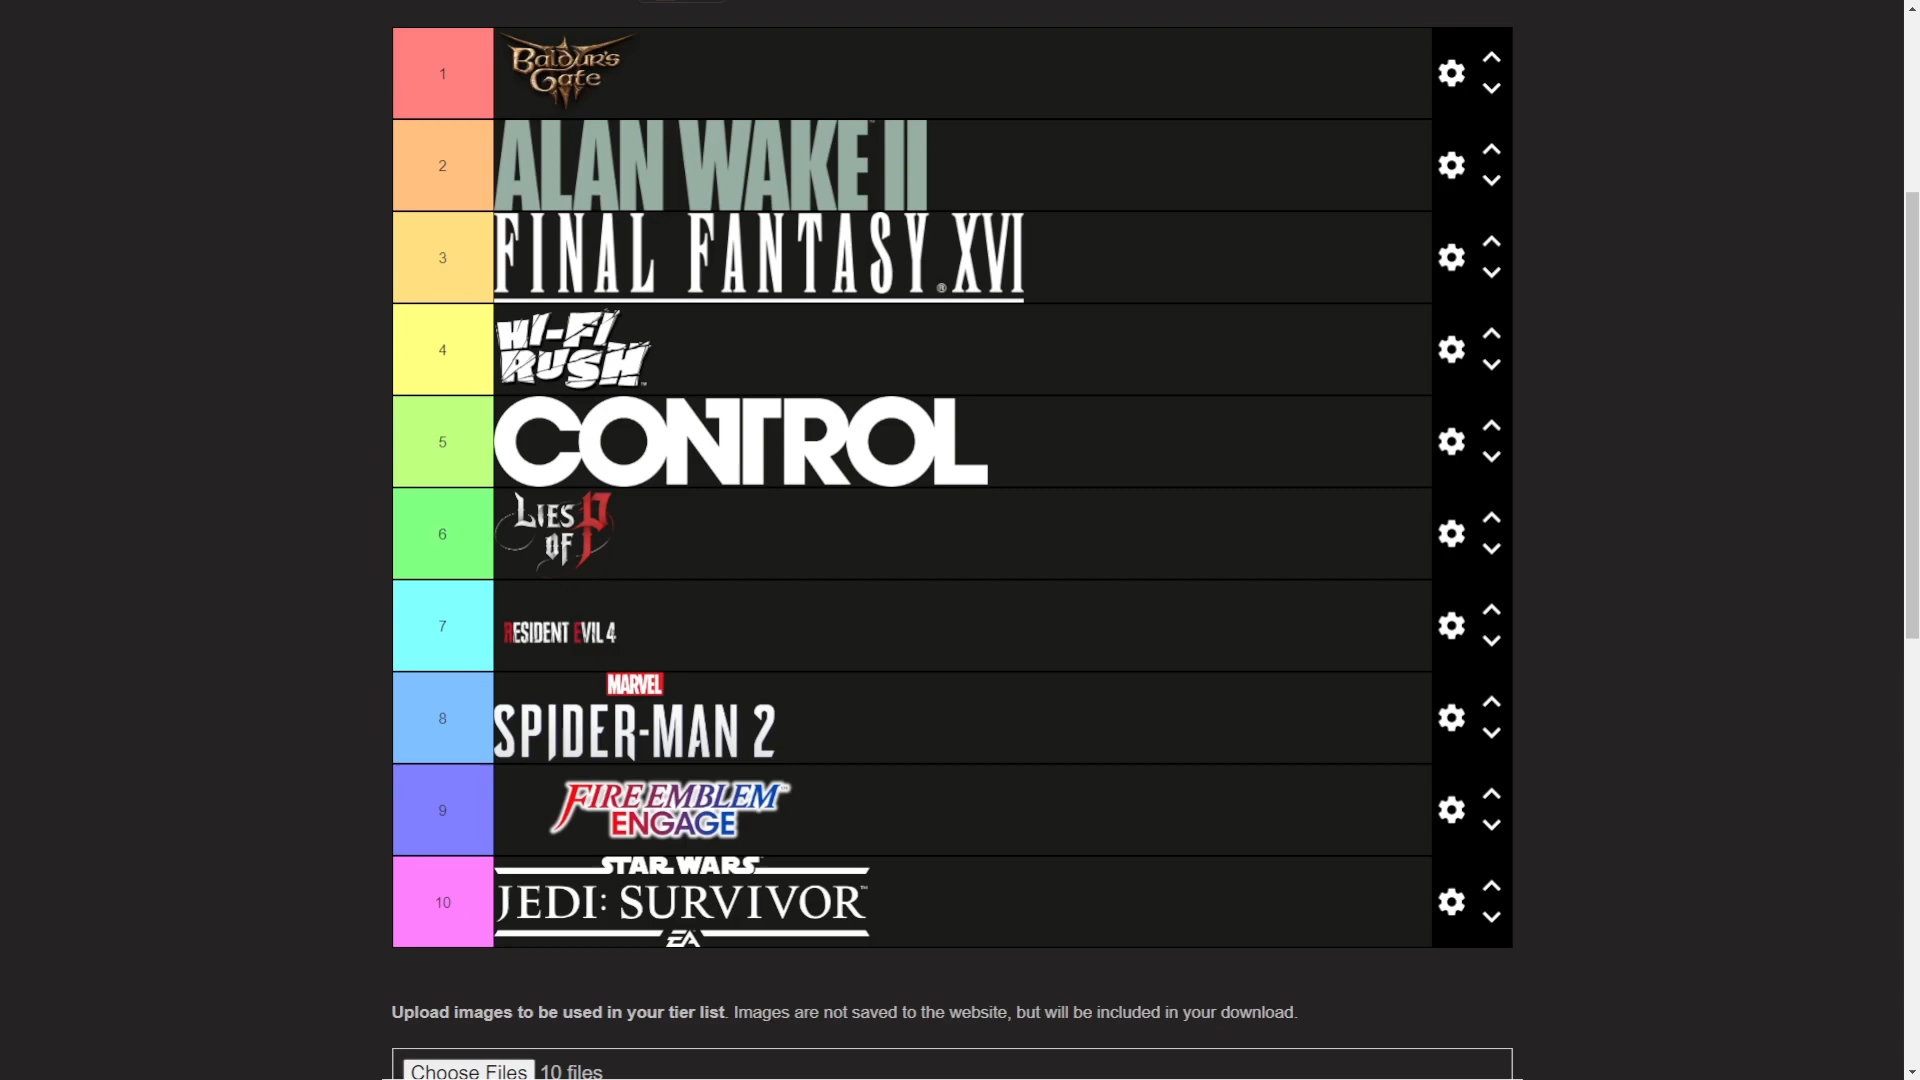 1
Baldur's
Gate
2
ALAN WAKE II
3
FINAL FANTASY® XVI
4
HI-FI
RUSH™
5
CONTROL
6
LIES
OF P
7
RESIDENT EVIL 4
8
MARVEL
SPIDER-MAN 2
9
FIRE EMBLEM™
ENGAGE
10
STAR WARS
JEDI: SURVIVOR™
EA
Upload images to be used in your tier list. Images are not saved to the website, but will be included in your download.
Choose Files 10 files